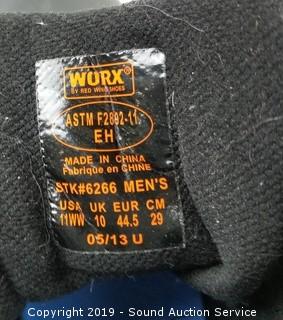 WORX
BY RED WING SHOES
ASTM F2892-11
EH
MADE IN CHINA
Fabrique en CHINE
STK#6266 MEN'S
USA UK EUR CM
11WW 10 44.5 29
05/13 U
Copyright 2019 - Sound Auction Service